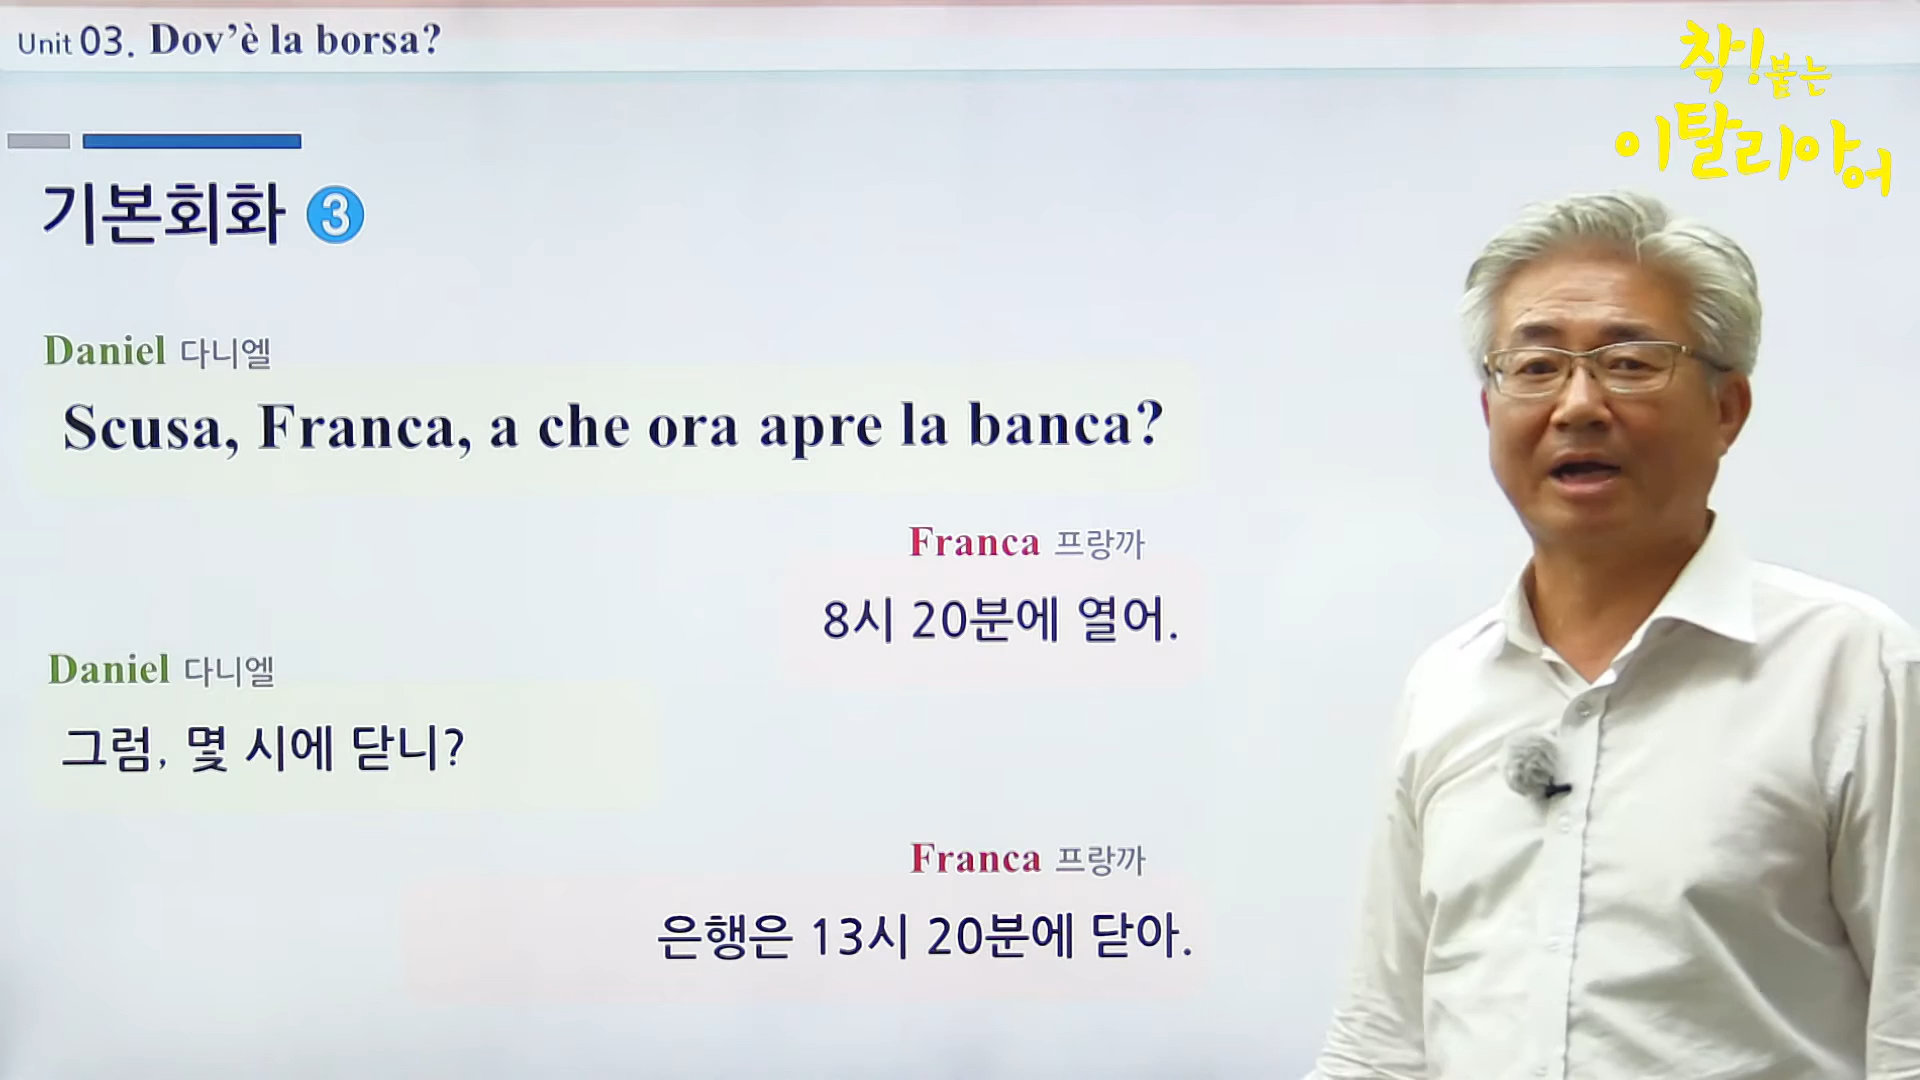 Unit 03. Dov’è la borsa?
착! 붙는
이탈리아어
기본회화 3
Daniel 다니엘
Scusa, Franca, a che ora apre la banca?
Franca 프랑까
8시 20분에 열어.
Daniel 다니엘
그럼, 몇 시에 닫니?
Franca 프랑까
은행은 13시 20분에 닫아.